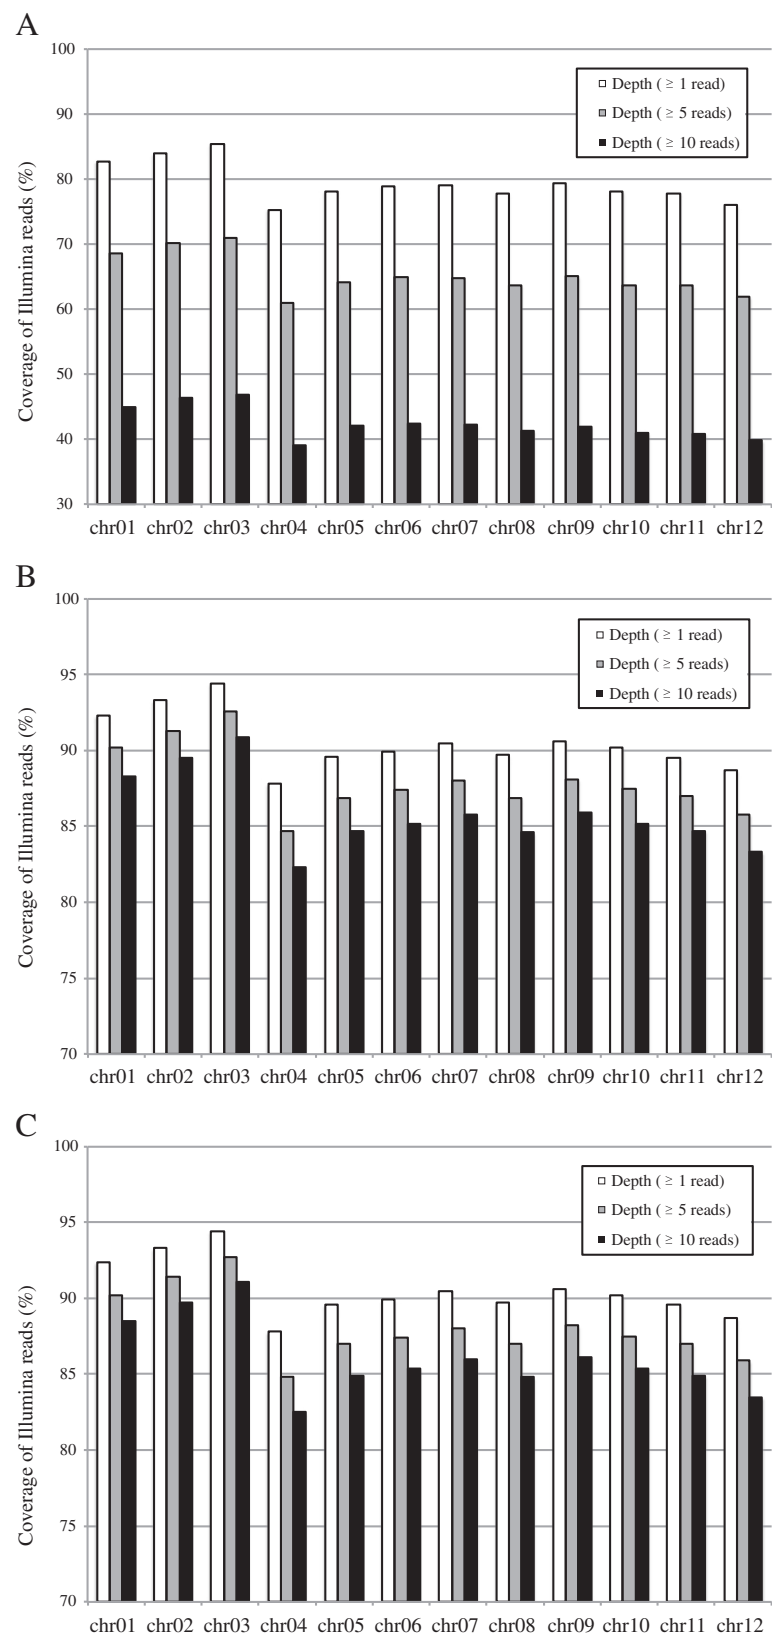 A
100
90
80
70
60
50
40
30
Coverage of Illumina reads (%)
Depth ( ≥ 1 read)
Depth ( ≥ 5 reads)
Depth ( ≥ 10 reads)
chr01 chr02 chr03 chr04 chr05 chr06 chr07 chr08 chr09 chr10 chr11 chr12
B
100
95
90
85
80
75
70
Coverage of Illumina reads (%)
Depth ( ≥ 1 read)
Depth ( ≥ 5 reads)
Depth ( ≥ 10 reads)
chr01 chr02 chr03 chr04 chr05 chr06 chr07 chr08 chr09 chr10 chr11 chr12
C
100
95
90
85
80
75
70
Coverage of Illumina reads (%)
Depth ( ≥ 1 read)
Depth ( ≥ 5 reads)
Depth ( ≥ 10 reads)
chr01 chr02 chr03 chr04 chr05 chr06 chr07 chr08 chr09 chr10 chr11 chr12